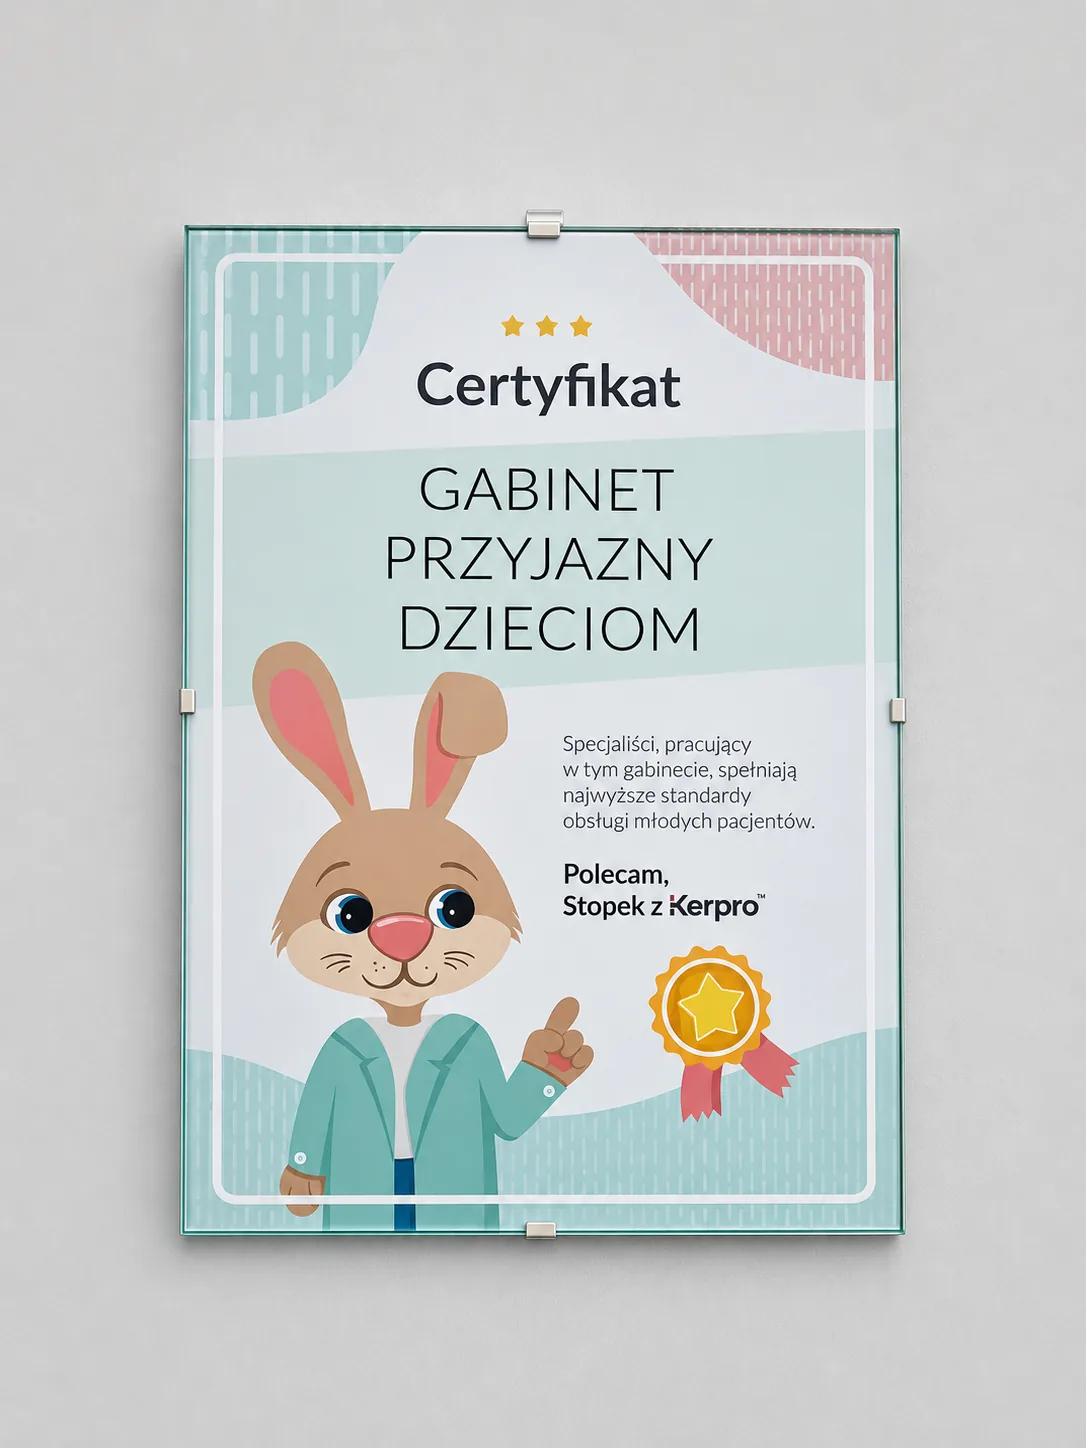 Certyfikat
GABINET
PRZYJAZNY
DZIECIOM
Specjaliści, pracujący
w tym gabinecie, spełniają
najwyższe standardy
obsługi młodych pacjentów.
Polecam,
Stopek z Kerpro™